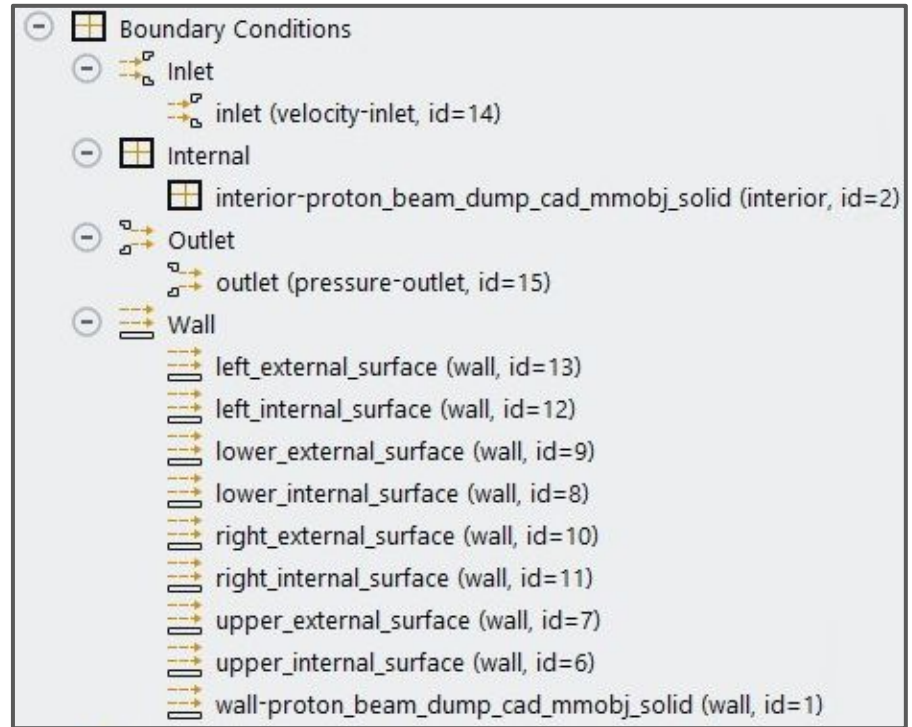 Boundary Conditions
Inlet
inlet (velocity-inlet, id=14)
Internal
interior-proton_beam_dump_cad_mmobj_solid (interior, id=2)
Outlet
outlet (pressure-outlet, id=15)
Wall
left_external_surface (wall, id=13)
left_internal_surface (wall, id=12)
lower_external_surface (wall, id=9)
lower_internal_surface (wall, id=8)
right_external_surface (wall, id=10)
right_internal_surface (wall, id=11)
upper_external_surface (wall, id=7)
upper_internal_surface (wall, id=6)
wall-proton_beam_dump_cad_mmobj_solid (wall, id=1)